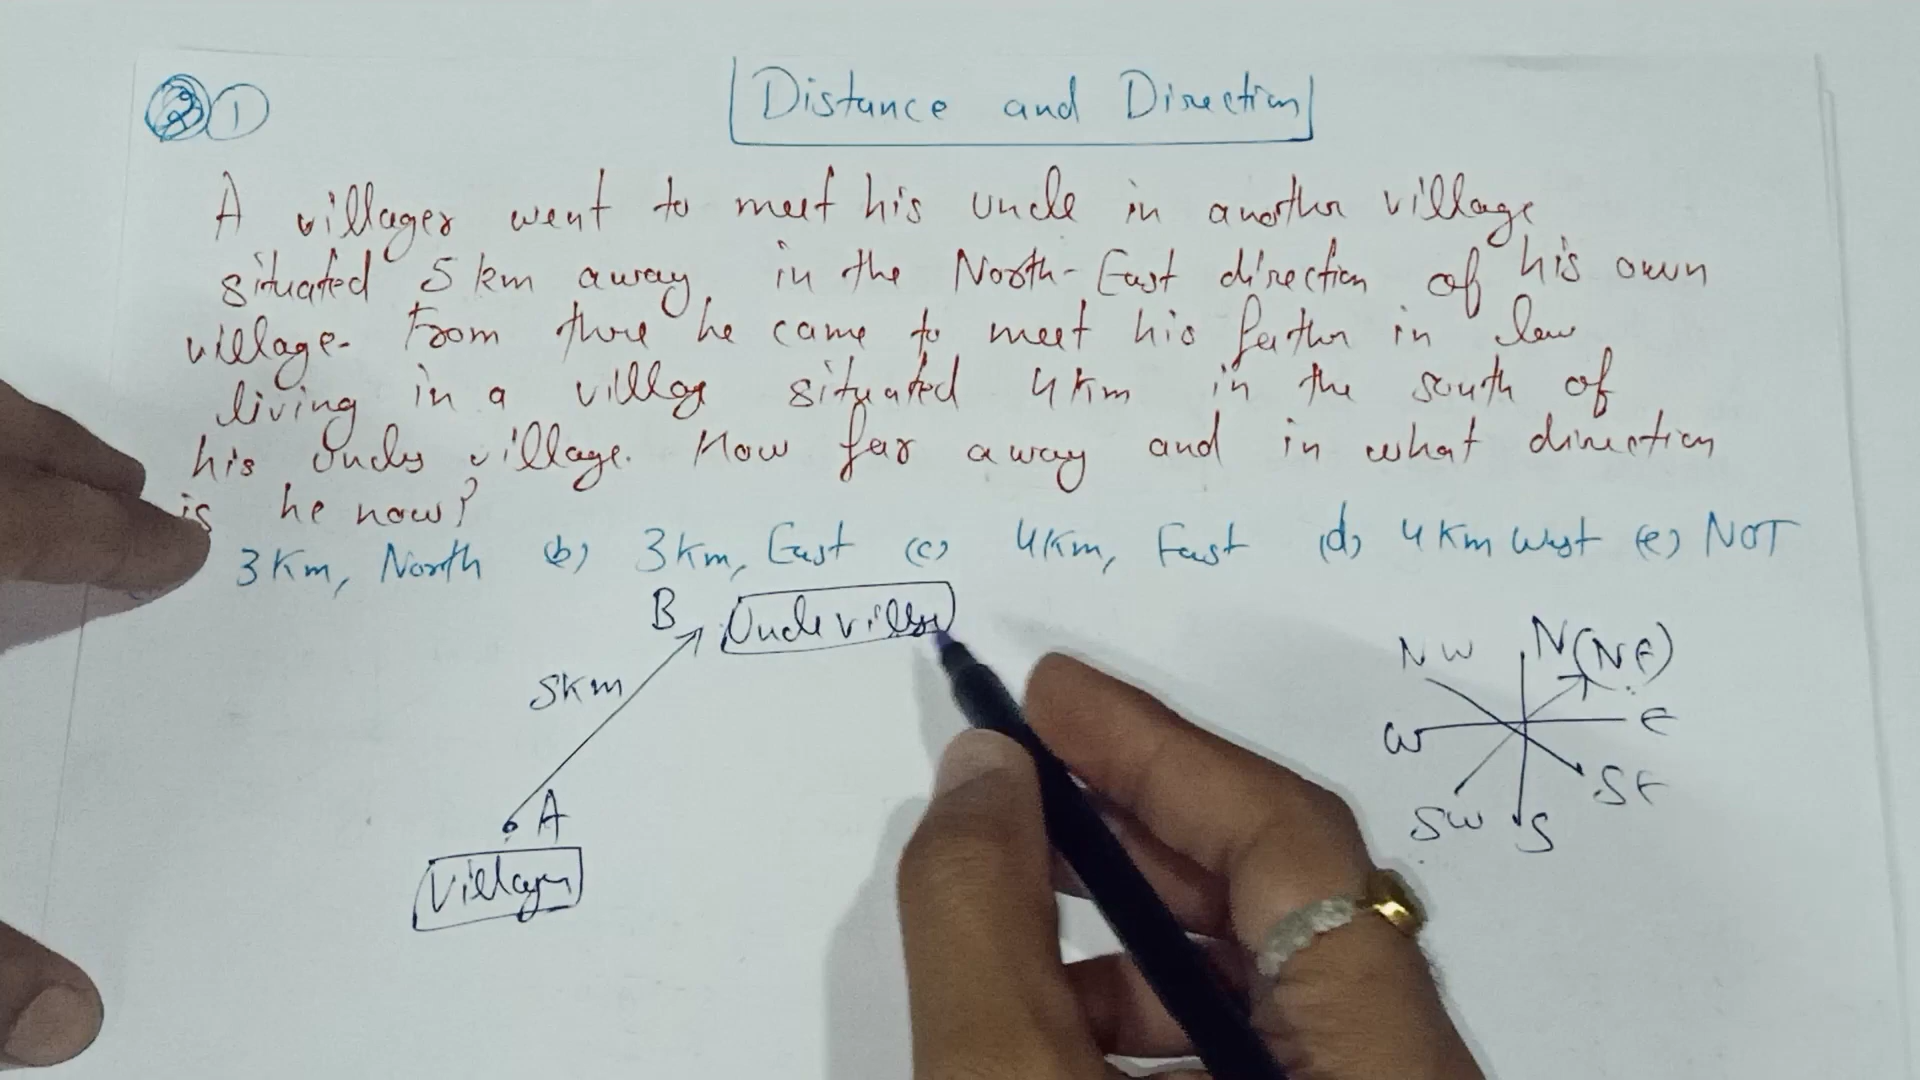 2 1
Distance and Direction
A villager went to meet his uncle in another village
situated 5 km away in the North-East direction of his own
village. From there he came to meet his father in law
living in a villag situated 4 km in the south of
his Uncles village. How far away and in what direction
is he now?
3 Km, North (b) 3 km, East (c) 4 Km, East (d) 4 Km West (e) NOT
B Uncle village
5 km
A
Villager
NW N (NE)
W E
SW S SE